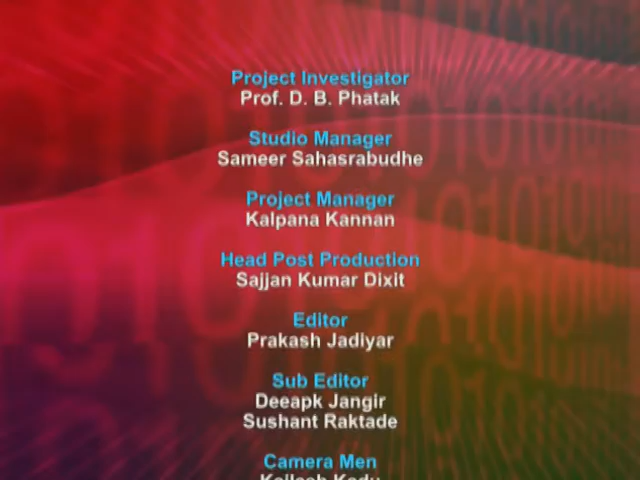 Project Investigator
Prof. D. B. Phatak
Studio Manager
Sameer Sahasrabudhe
Project Manager
Kalpana Kannan
Head Post Production
Sajjan Kumar Dixit
Editor
Prakash Jadiyar
Sub Editor
Deeapk Jangir
Sushant Raktade
Camera Men